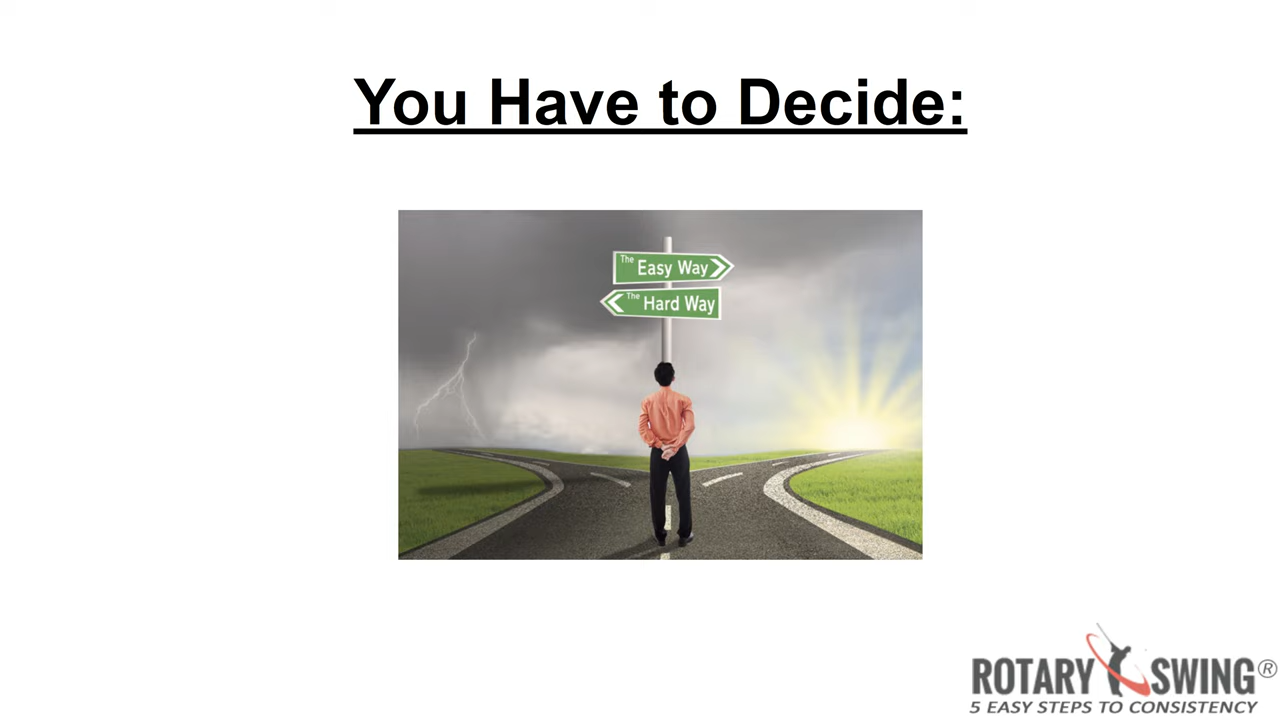 You Have to Decide:
The Easy Way
The Hard Way
ROTARY SWING®
5 EASY STEPS TO CONSISTENCY